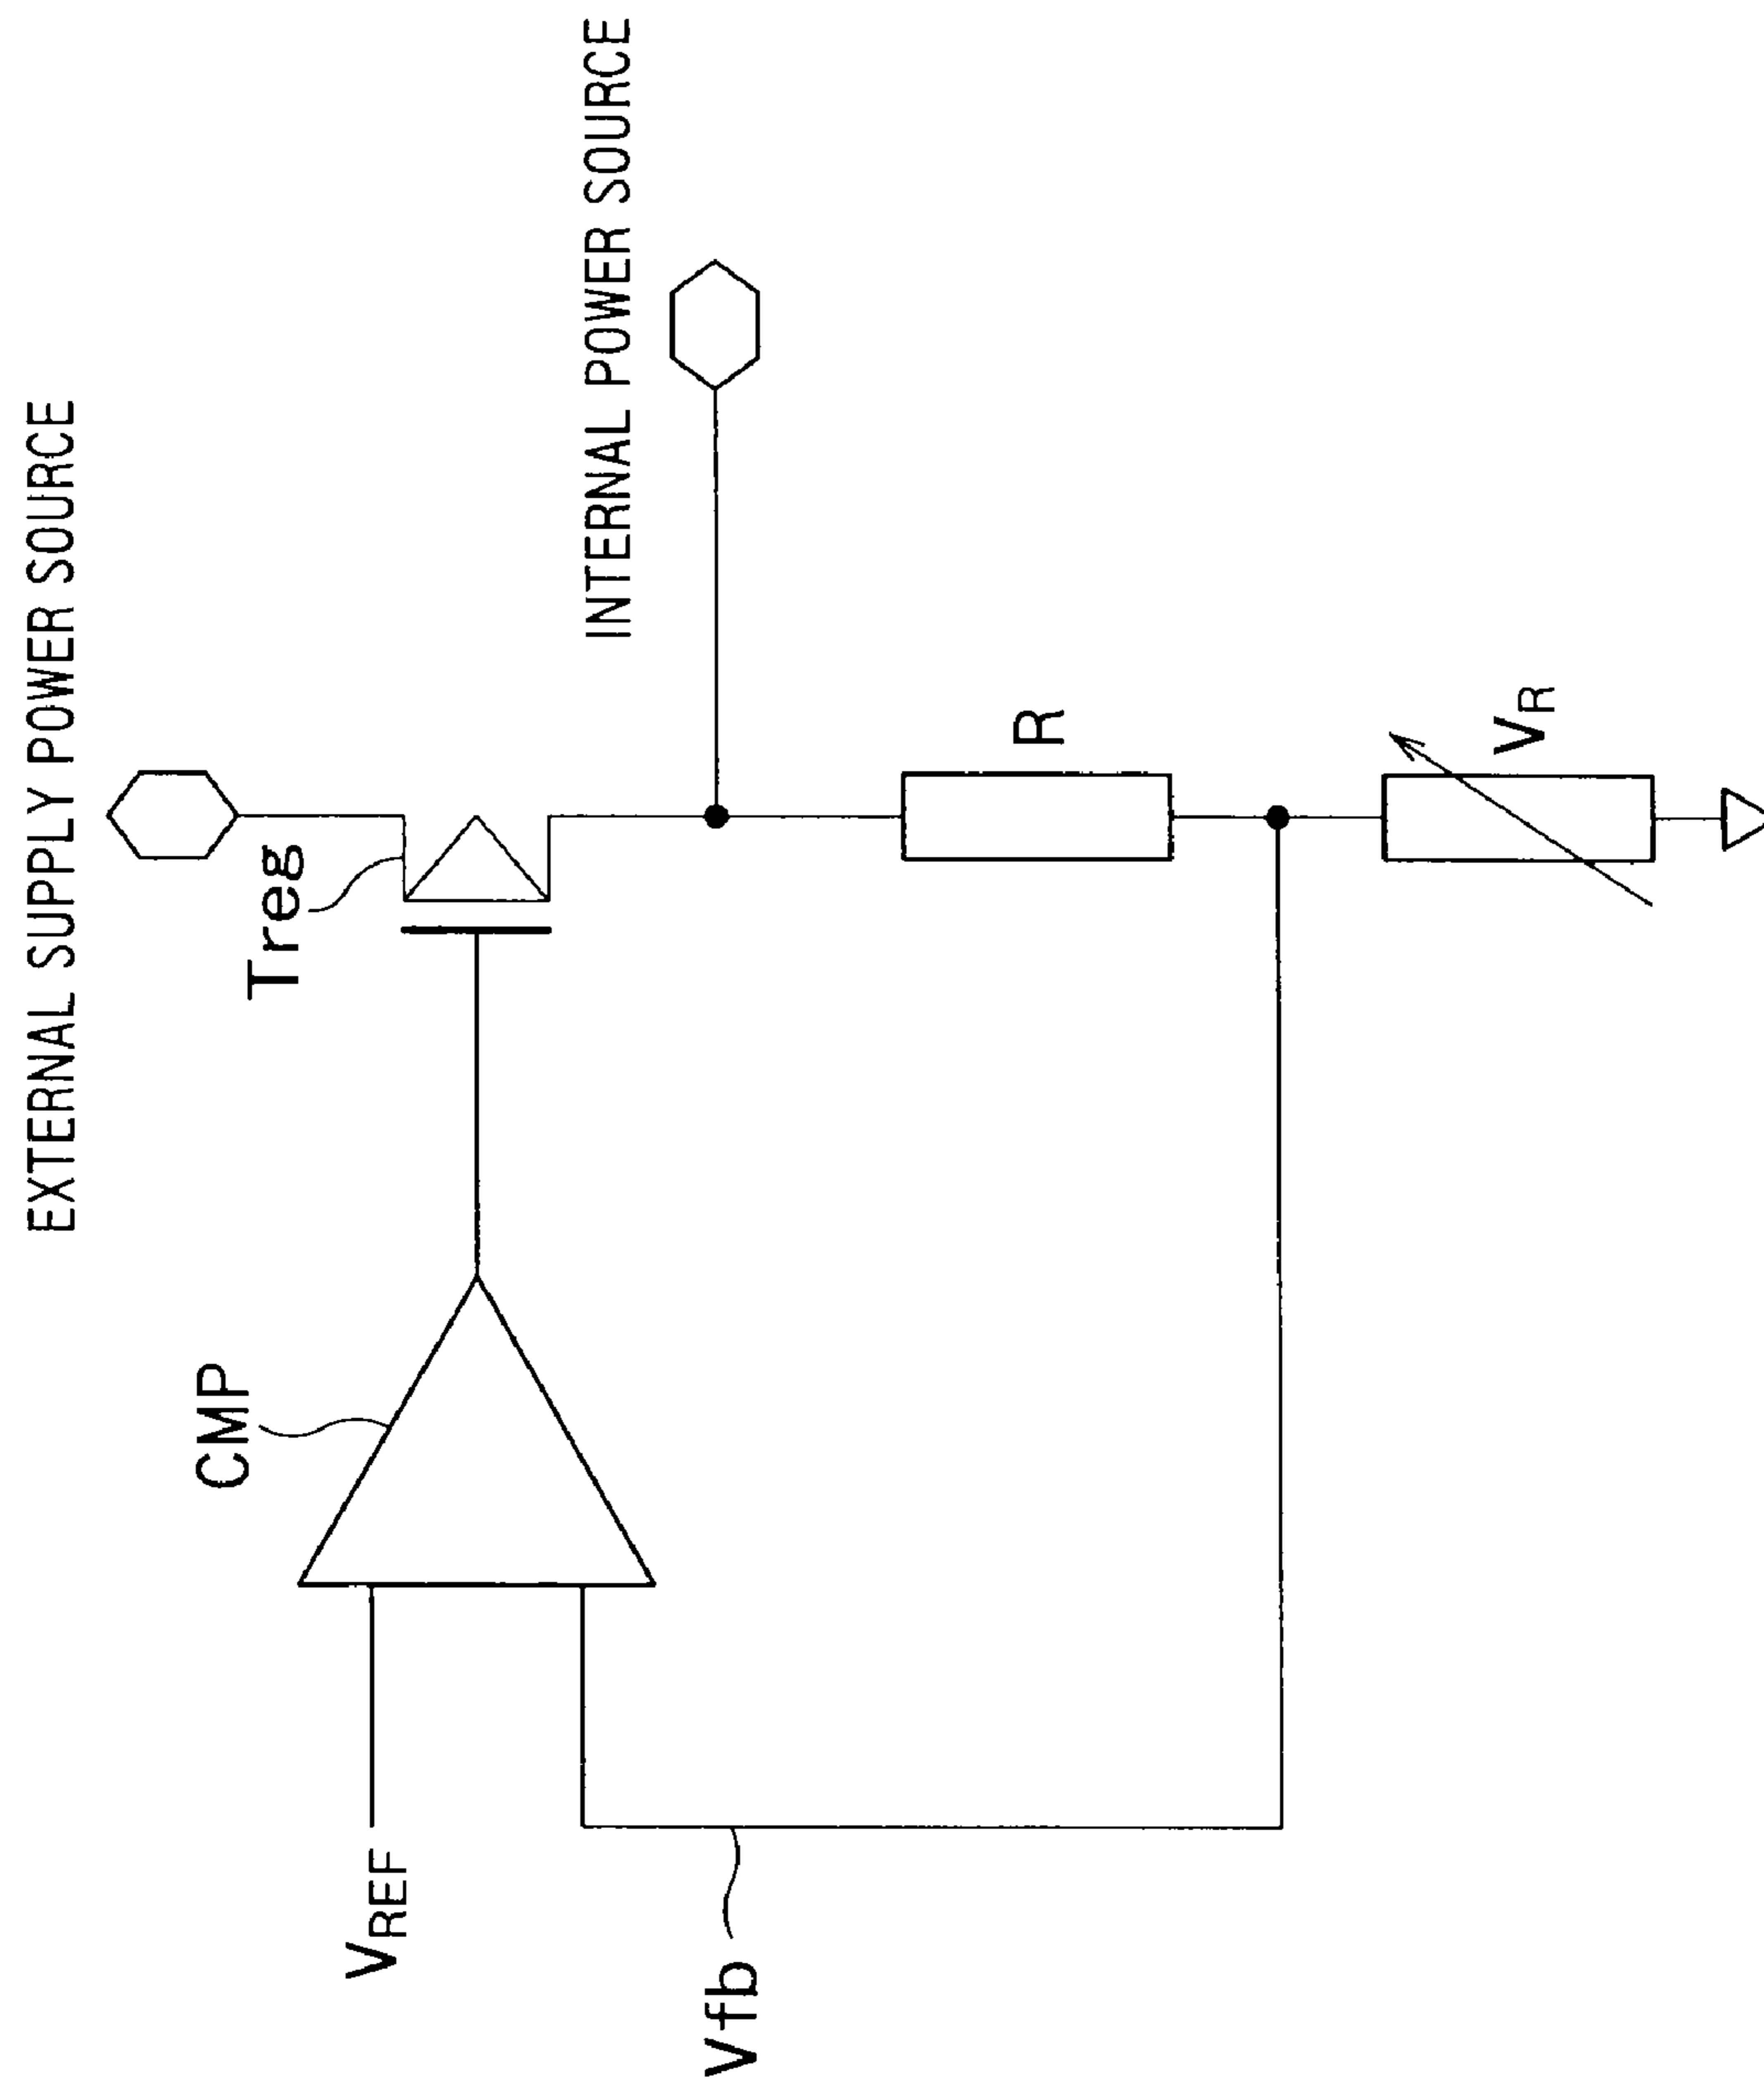 EXTERNAL SUPPLY POWER SOURCE
Treg
CMP
INTERNAL POWER SOURCE
VREF
Vfb
R
VR